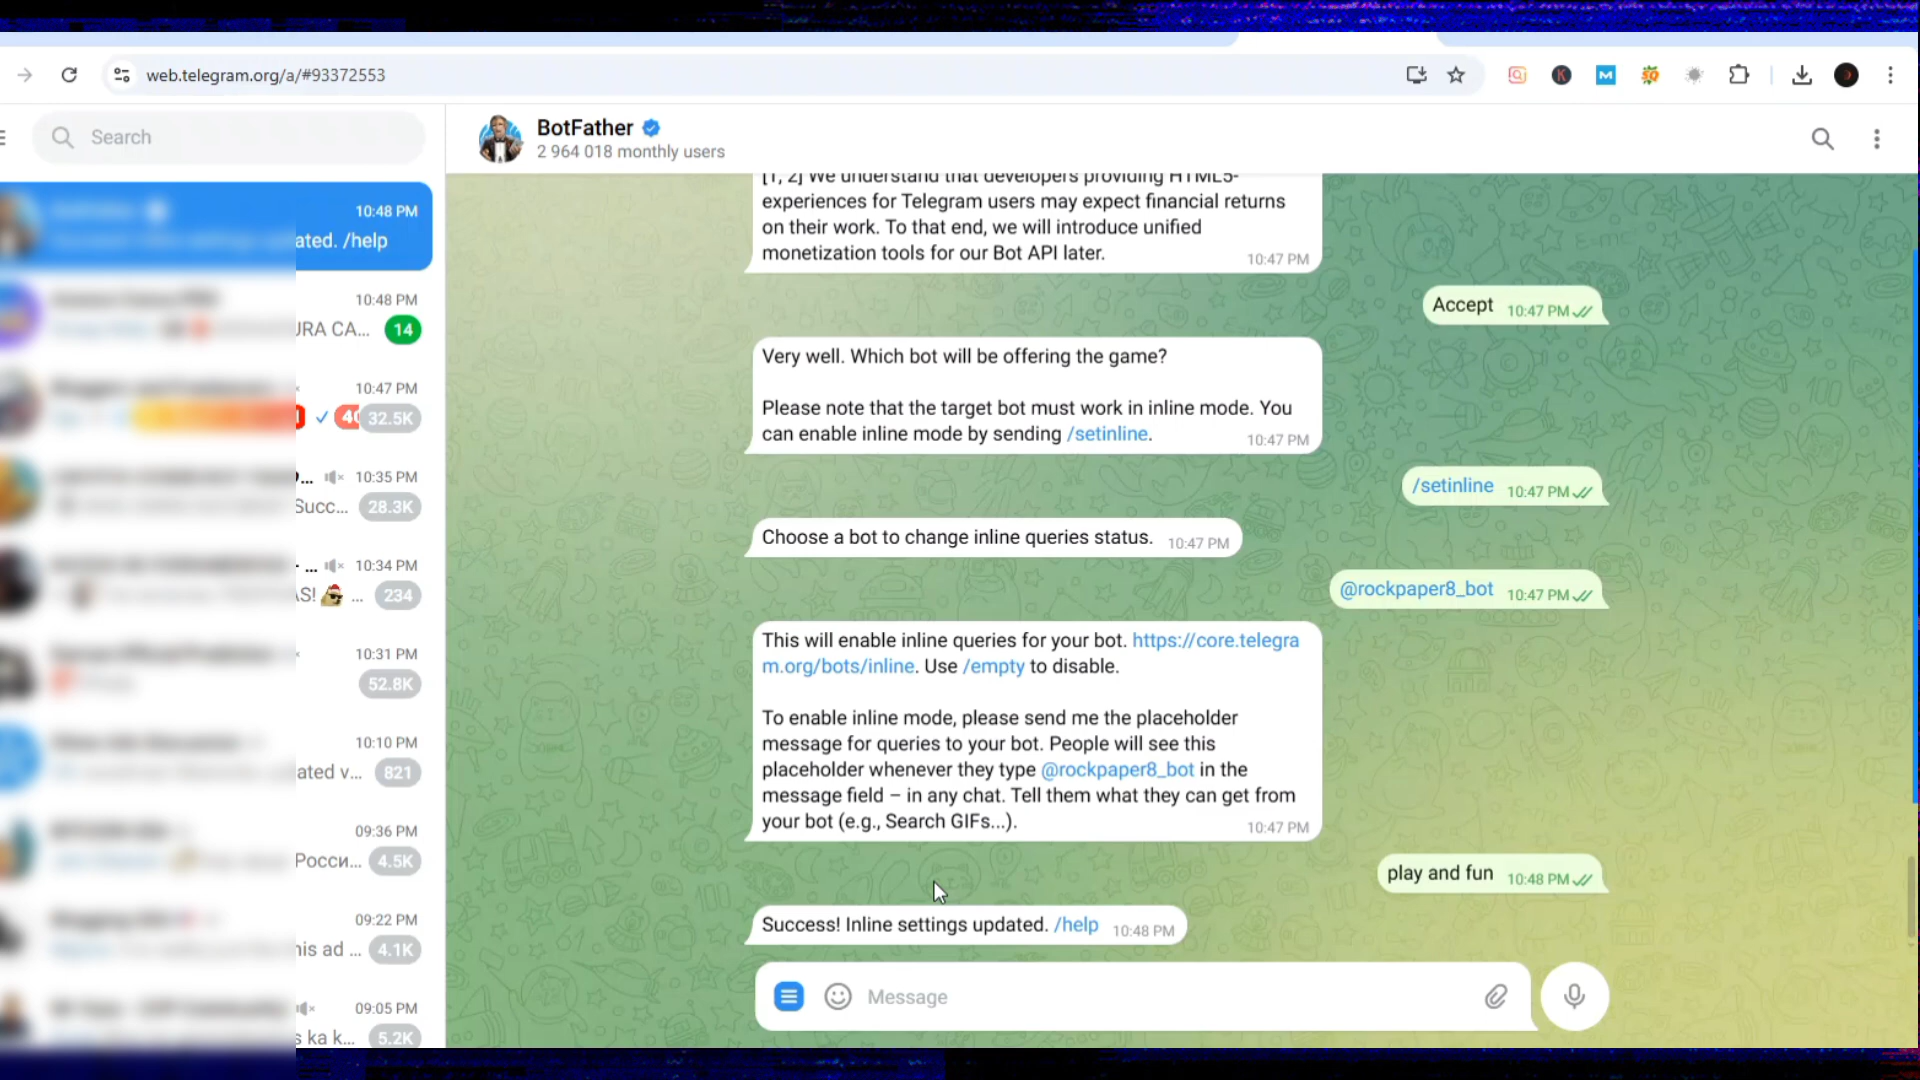 web.telegram.org/a/#93372553
Search
10:48 PM
ated. /help
10:48 PM
URA CA... 14
10:47 PM
32.5K
10:35 PM
Succ... 28.3K
10:34 PM
AS! ... 234
10:31 PM
52.8K
10:10 PM
ated v... 821
09:36 PM
Росси... 4.5K
09:22 PM
his ad ... 4.1K
09:05 PM
s ka k... 5.2K
BotFather
2 964 018 monthly users
[1, 2] We understand that developers providing HTML5-
experiences for Telegram users may expect financial returns
on their work. To that end, we will introduce unified
monetization tools for our Bot API later. 10:47 PM
Accept 10:47 PM
Very well. Which bot will be offering the game?
Please note that the target bot must work in inline mode. You
can enable inline mode by sending /setinline. 10:47 PM
/setinline 10:47 PM
Choose a bot to change inline queries status. 10:47 PM
@rockpaper8_bot 10:47 PM
This will enable inline queries for your bot. https://core.telegra
m.org/bots/inline. Use /empty to disable.
To enable inline mode, please send me the placeholder
message for queries to your bot. People will see this
placeholder whenever they type @rockpaper8_bot in the
message field – in any chat. Tell them what they can get from
your bot (e.g., Search GIFs...). 10:47 PM
play and fun 10:48 PM
Success! Inline settings updated. /help 10:48 PM
Message